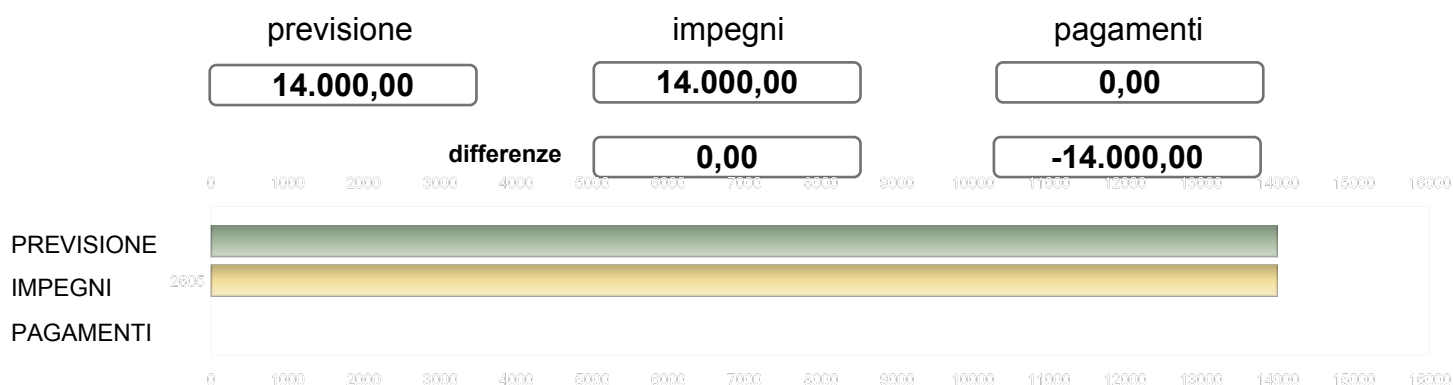 previsione impegni pagamenti
14.000,00 14.000,00 0,00
differenze 0,00 -14.000,00
0 1000 2000 3000 4000 5000 6000 7000 8000 9000 10000 11000 12000 13000 14000 15000 16000
PREVISIONE
IMPEGNI 2605
PAGAMENTI
0 1000 2000 3000 4000 5000 6000 7000 8000 9000 10000 11000 12000 13000 14000 15000 16000